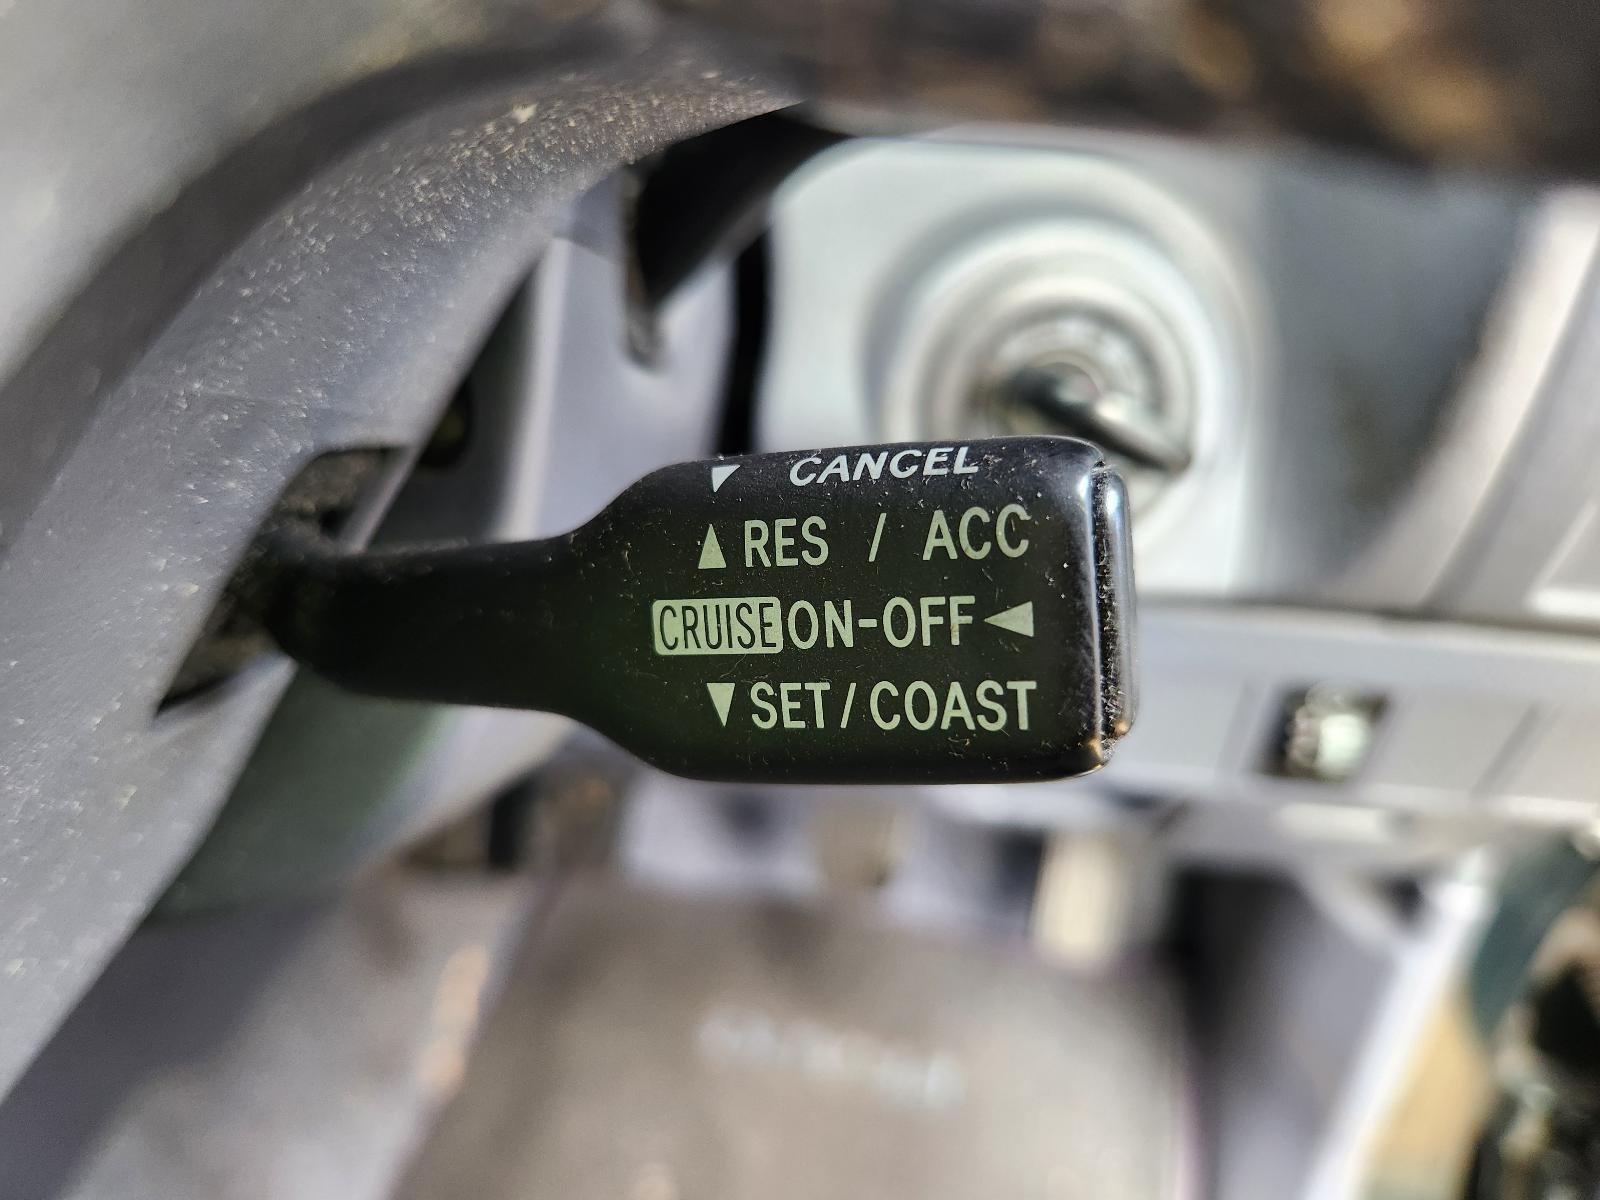 CANCEL
RES / ACC
CRUISE ON-OFF
SET/COAST